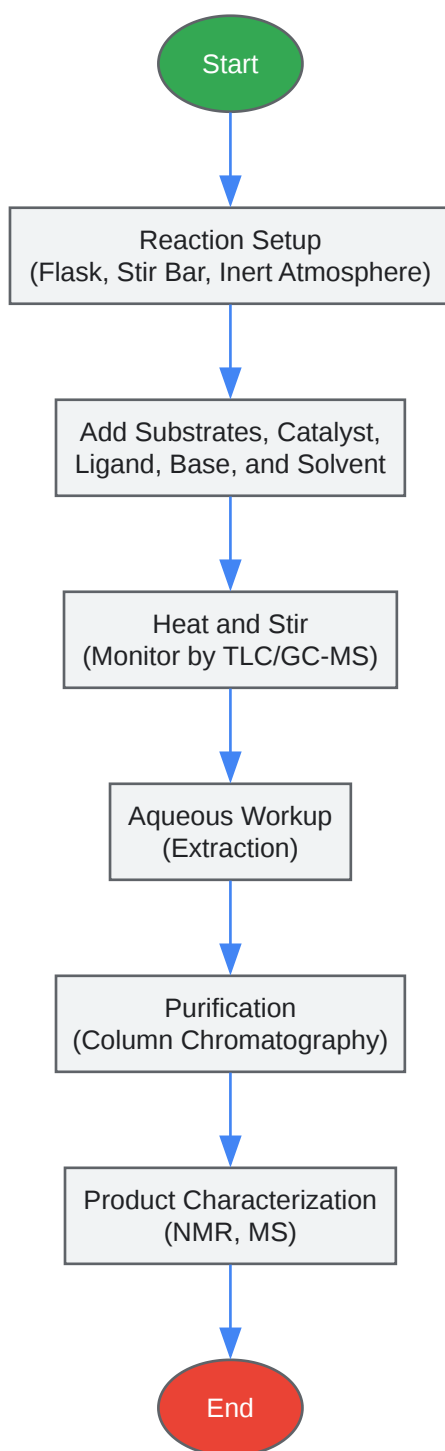 Start
Reaction Setup
(Flask, Stir Bar, Inert Atmosphere)
Add Substrates, Catalyst,
Ligand, Base, and Solvent
Heat and Stir
(Monitor by TLC/GC-MS)
Aqueous Workup
(Extraction)
Purification
(Column Chromatography)
Product Characterization
(NMR, MS)
End